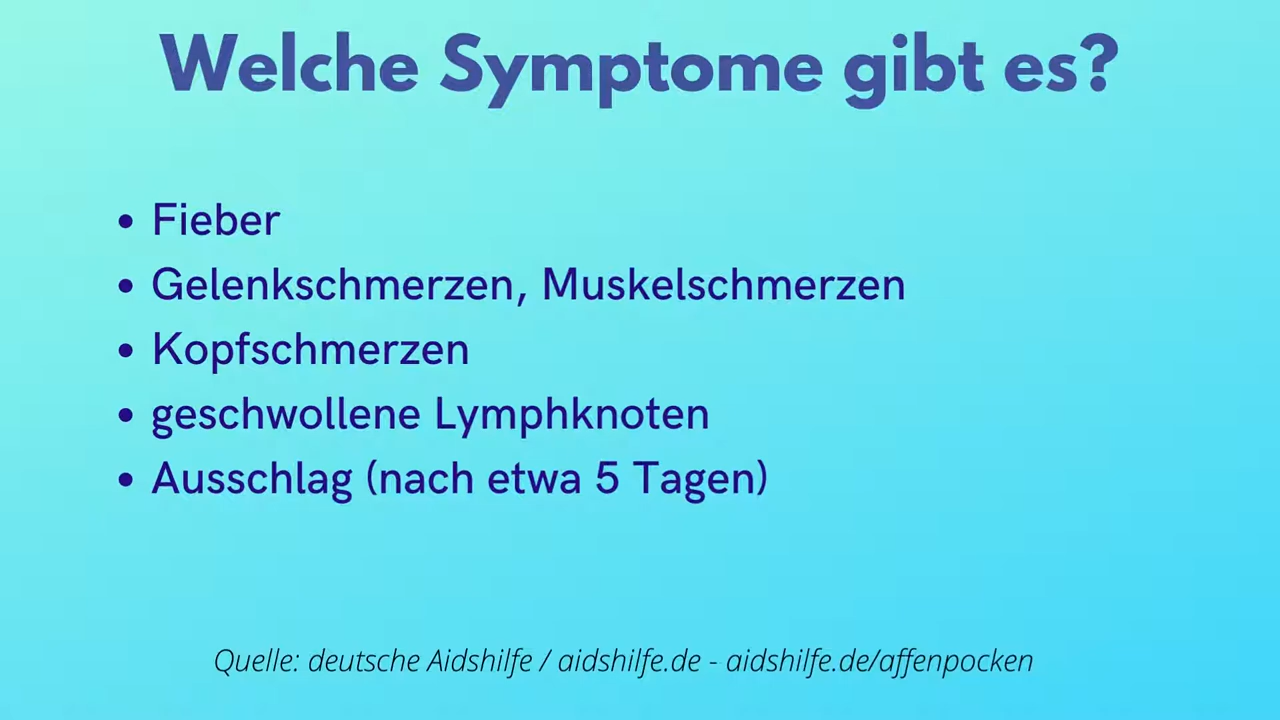 Welche Symptome gibt es?
• Fieber
• Gelenkschmerzen, Muskelschmerzen
• Kopfschmerzen
• geschwollene Lymphknoten
• Ausschlag (nach etwa 5 Tagen)
Quelle: deutsche Aidshilfe / aidshilfe.de - aidshilfe.de/affenpocken